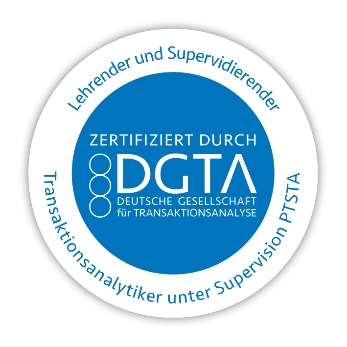 Lehrender und Supervidierender
ZERTIFIZIERT DURCH
DGTA
DEUTSCHE GESELLSCHAFT
für TRANSAKTIONSANALYSE
Transaktionsanalytiker unter Supervision PTSTA